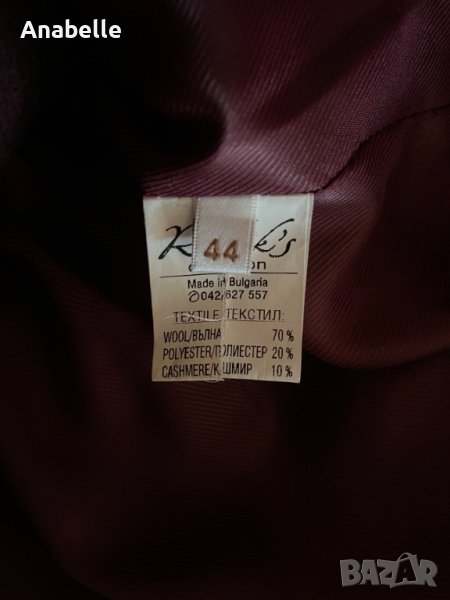 Anabelle
44
Made in Bulgaria
✆042/627 557
TEXTILE/ТЕКСТИЛ:
WOOL/ВЪЛНА 70 %
POLYESTER/ПОЛИЕСТЕР 20 %
CASHMERE/КАШМИР 10 %
BAZAR